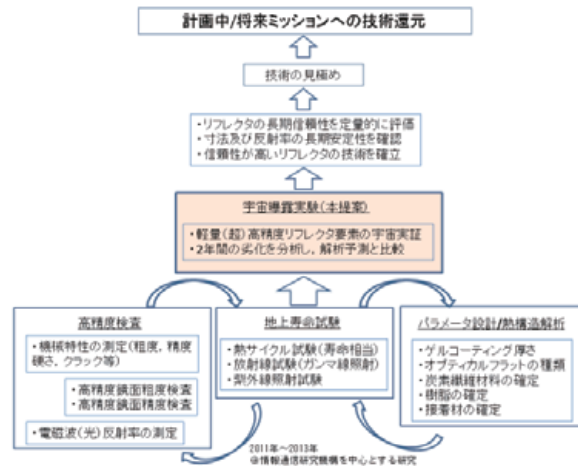 計画中/将来ミッションへの技術還元
技術の見極め
・リフレクタの長期信頼性を定量的に評価
・寸法及び反射率の長期安定性を確認
・信頼性が高いリフレクタの技術を確立
宇宙曝露実験(本提案)
・軽量(超)高精度リフレクタ要素の宇宙実証
・2年間の劣化を分析し、解析予測と比較
高精度検査
・機械特性の測定(粗度, 精度
硬さ, クラック等)
・高精度鏡面粗度検査
・高精度鏡面精度検査
・電磁波(光)反射率の測定
地上寿命試験
・熱サイクル試験(寿命相当)
・放射線試験(ガンマ線照射)
・紫外線照射試験
パラメータ設計/熱構造解析
・ゲルコーティング厚さ
・オプティカルフラットの種類
・炭素繊維材料の確定
・樹脂の確定
・接着材の確定
2011年~2013年
@情報通信研究機構を中心とする研究